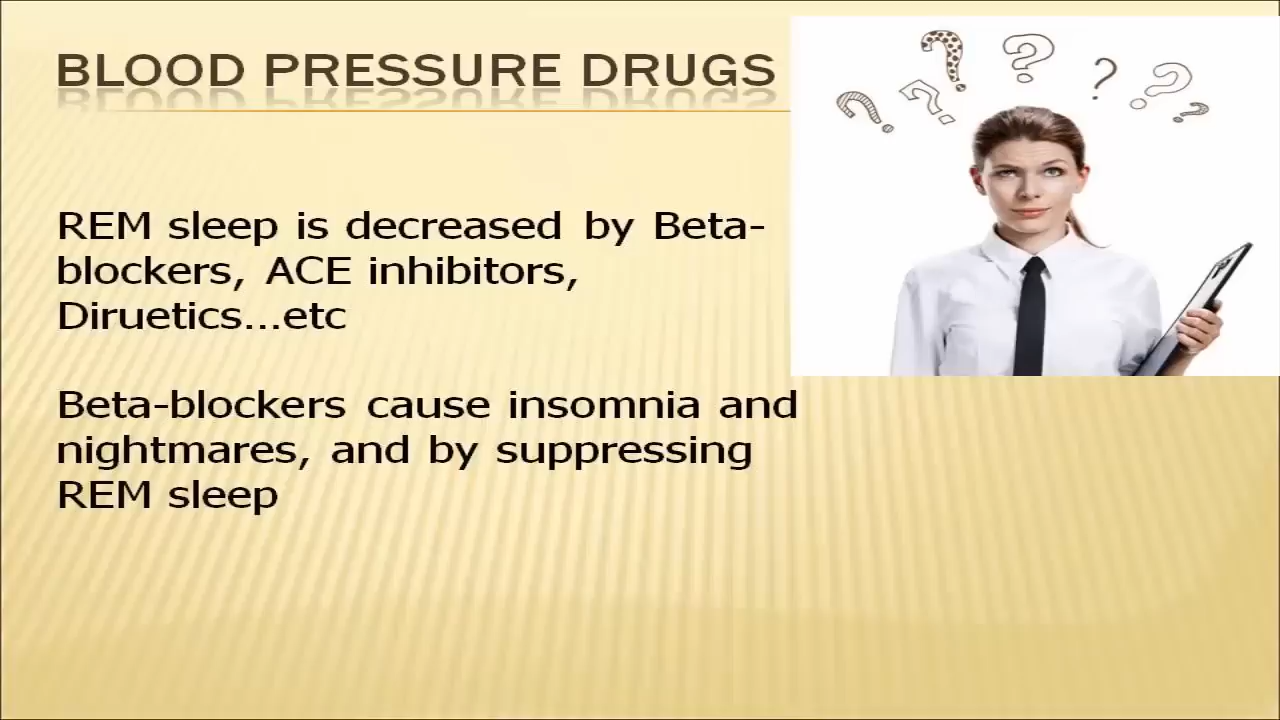 BLOOD PRESSURE DRUGS
REM sleep is decreased by Beta-
blockers, ACE inhibitors,
Diruetics...etc
Beta-blockers cause insomnia and
nightmares, and by suppressing
REM sleep